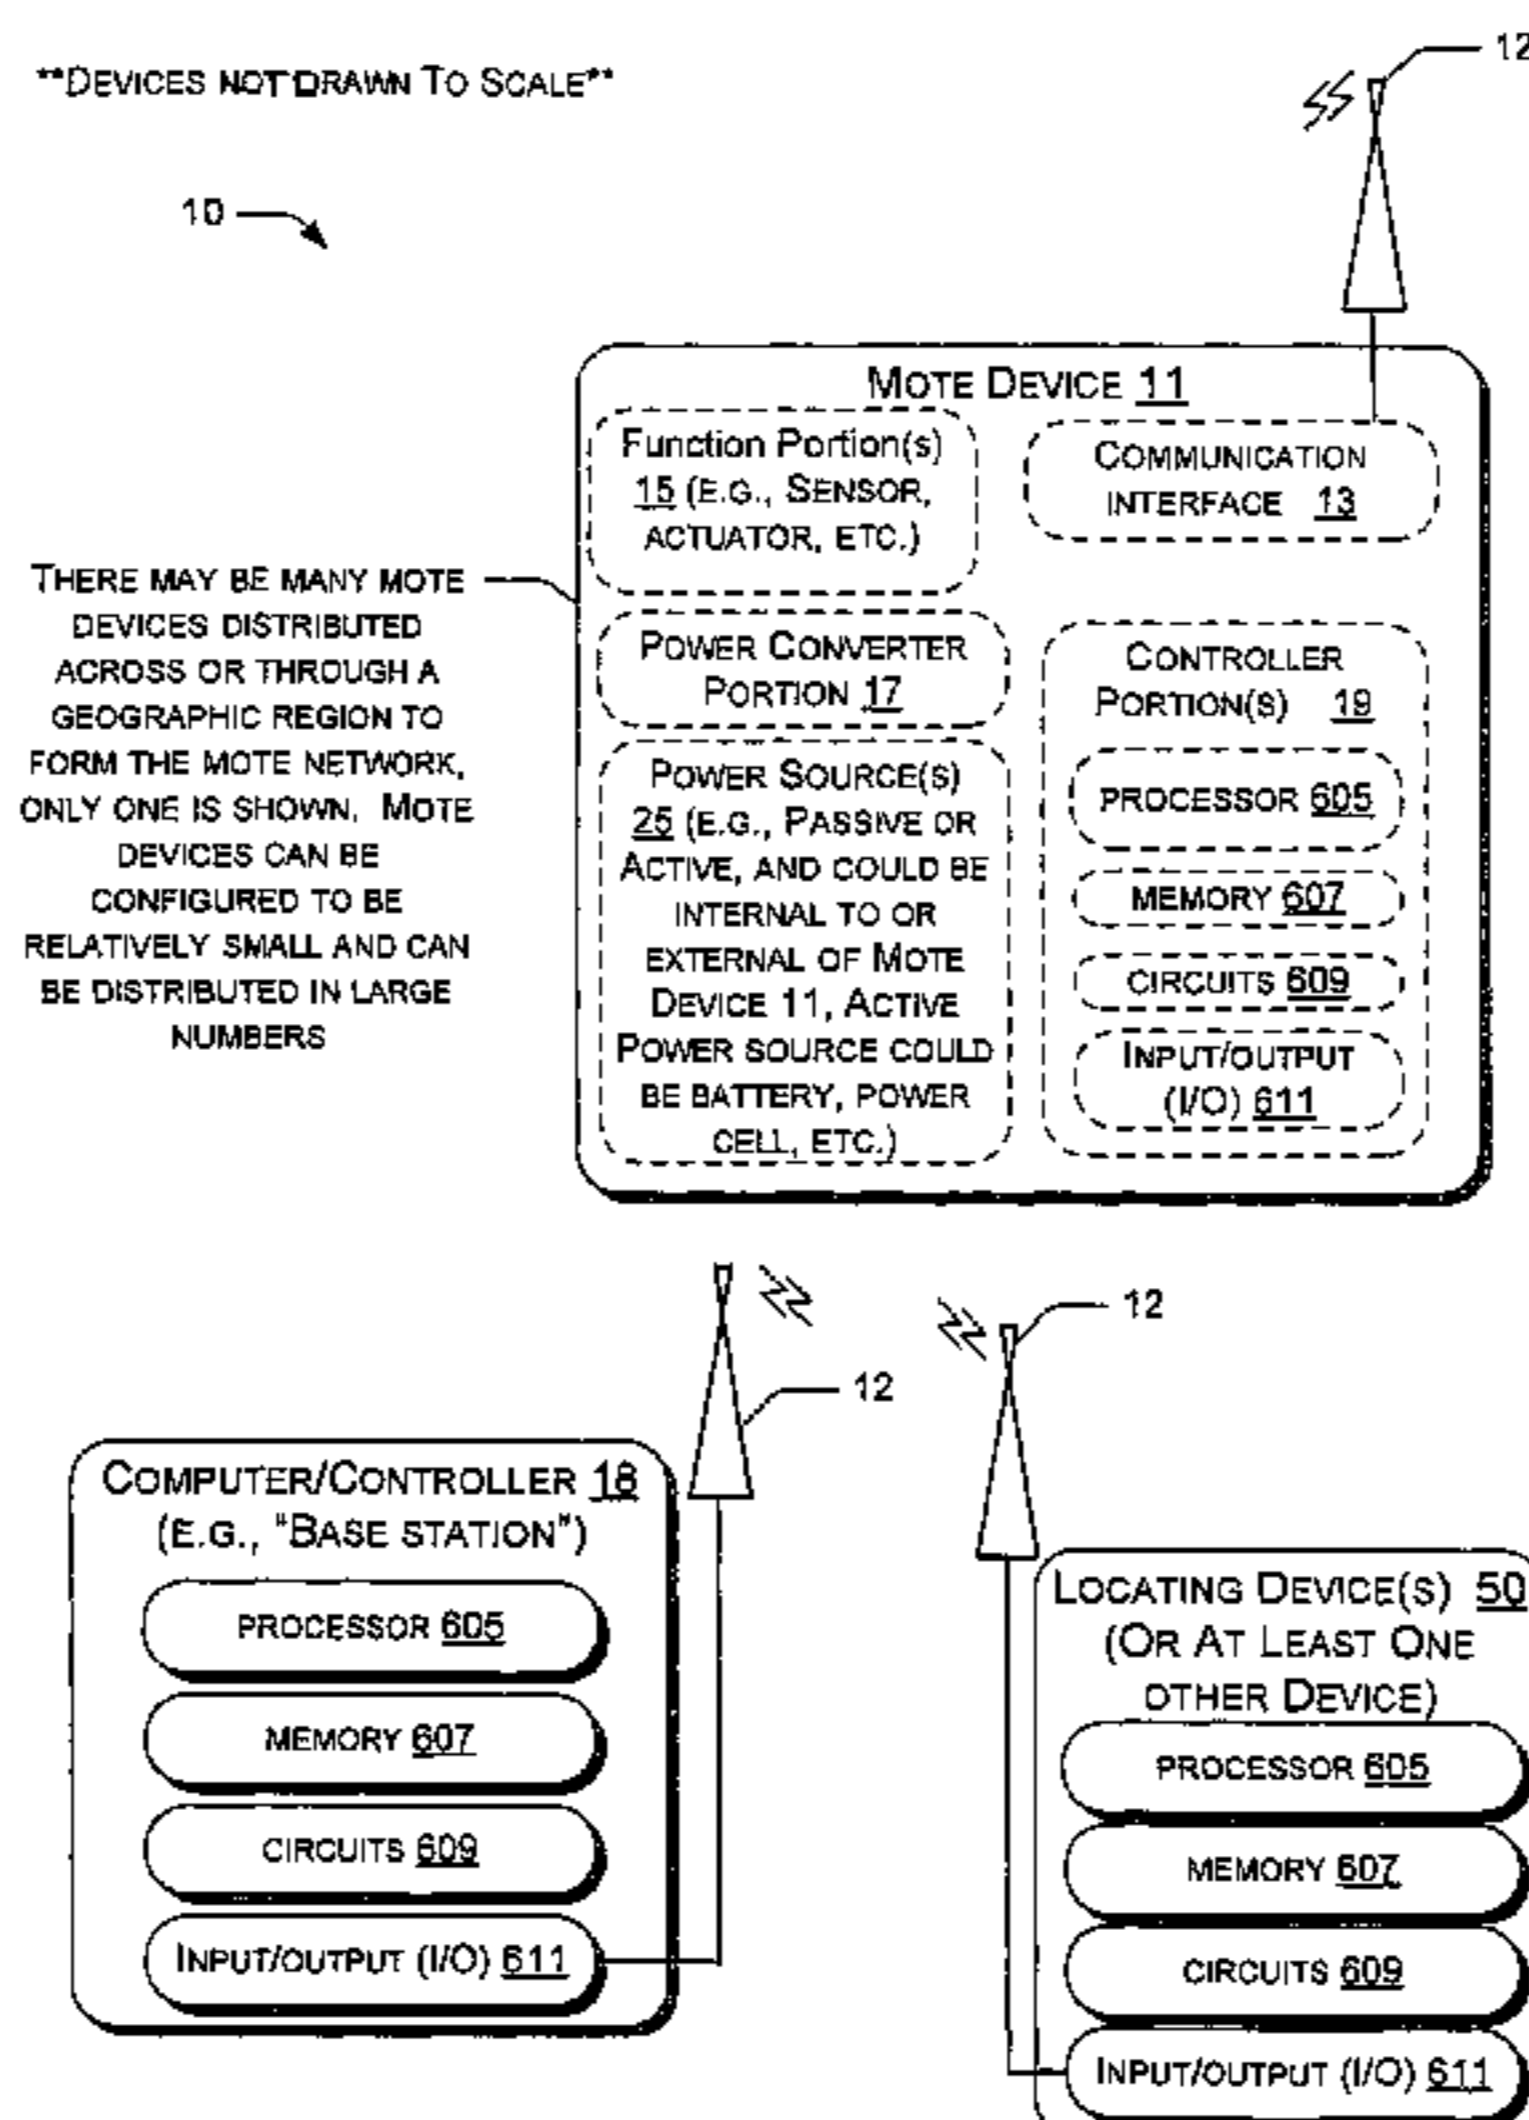 **DEVICES NOT DRAWN TO SCALE**
12
10
MOTE DEVICE 11
Function Portion(s)
15 (E.G., SENSOR,
ACTUATOR, ETC.)
COMMUNICATION
INTERFACE 13
THERE MAY BE MANY MOTE
DEVICES DISTRIBUTED
ACROSS OR THROUGH A
GEOGRAPHIC REGION TO
FORM THE MOTE NETWORK,
ONLY ONE IS SHOWN. MOTE
DEVICES CAN BE
CONFIGURED TO BE
RELATIVELY SMALL AND CAN
BE DISTRIBUTED IN LARGE
NUMBERS
POWER CONVERTER
PORTION 17
POWER SOURCE(S)
25 (E.G., PASSIVE OR
ACTIVE, AND COULD BE
INTERNAL TO OR
EXTERNAL OF MOTE
DEVICE 11, ACTIVE
POWER SOURCE COULD
BE BATTERY, POWER
CELL, ETC.)
CONTROLLER
PORTION(S) 19
PROCESSOR 605
MEMORY 607
CIRCUITS 609
INPUT/OUTPUT
(I/O) 611
12
12
COMPUTER/CONTROLLER 18
(E.G., "BASE STATION")
PROCESSOR 605
MEMORY 607
CIRCUITS 609
INPUT/OUTPUT (I/O) 611
LOCATING DEVICE(S) 50
(OR AT LEAST ONE
OTHER DEVICE)
PROCESSOR 605
MEMORY 607
CIRCUITS 609
INPUT/OUTPUT (I/O) 611